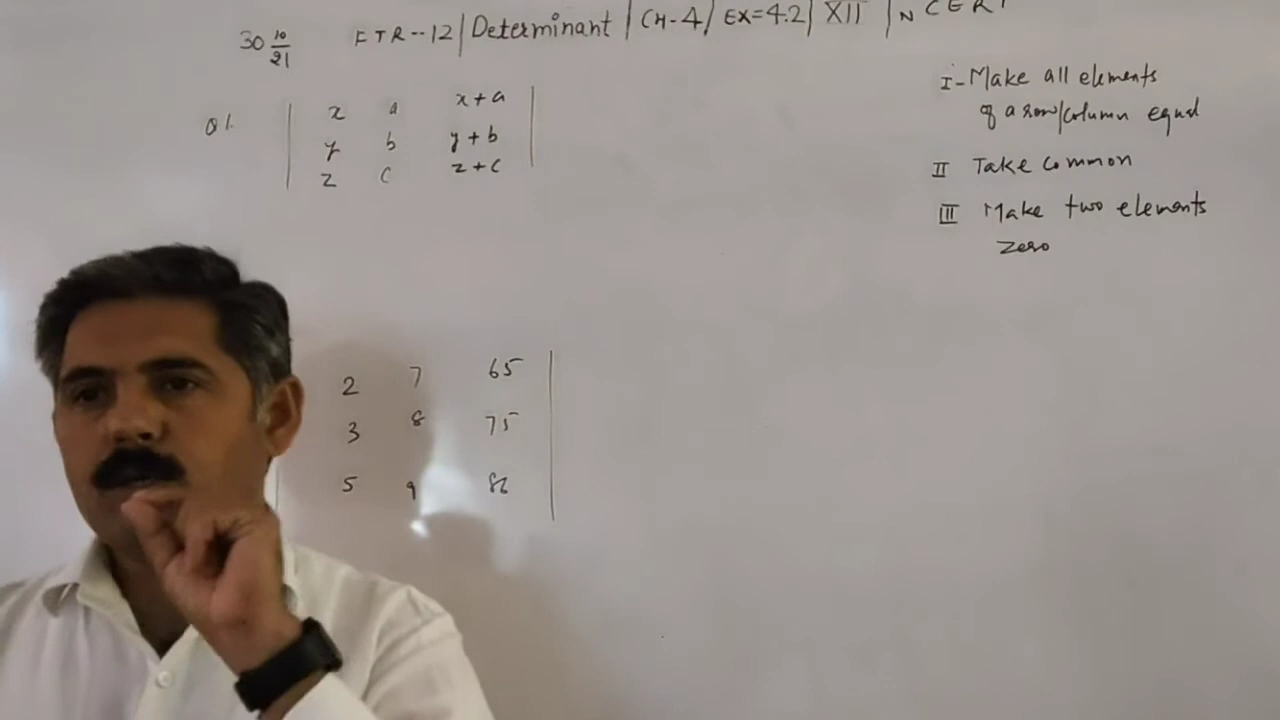 30 10/21 FTR--12 | Determinant | CH-4 | EX=4.2 | XII | NCERT
Q1. | x a x+a |
| y b y+b |
| z c z+c |
I- Make all elements
of a row/column equal
II Take Common
III Make two elements
Zero
2 7 65 |
3 8 75 |
5 9 86 |